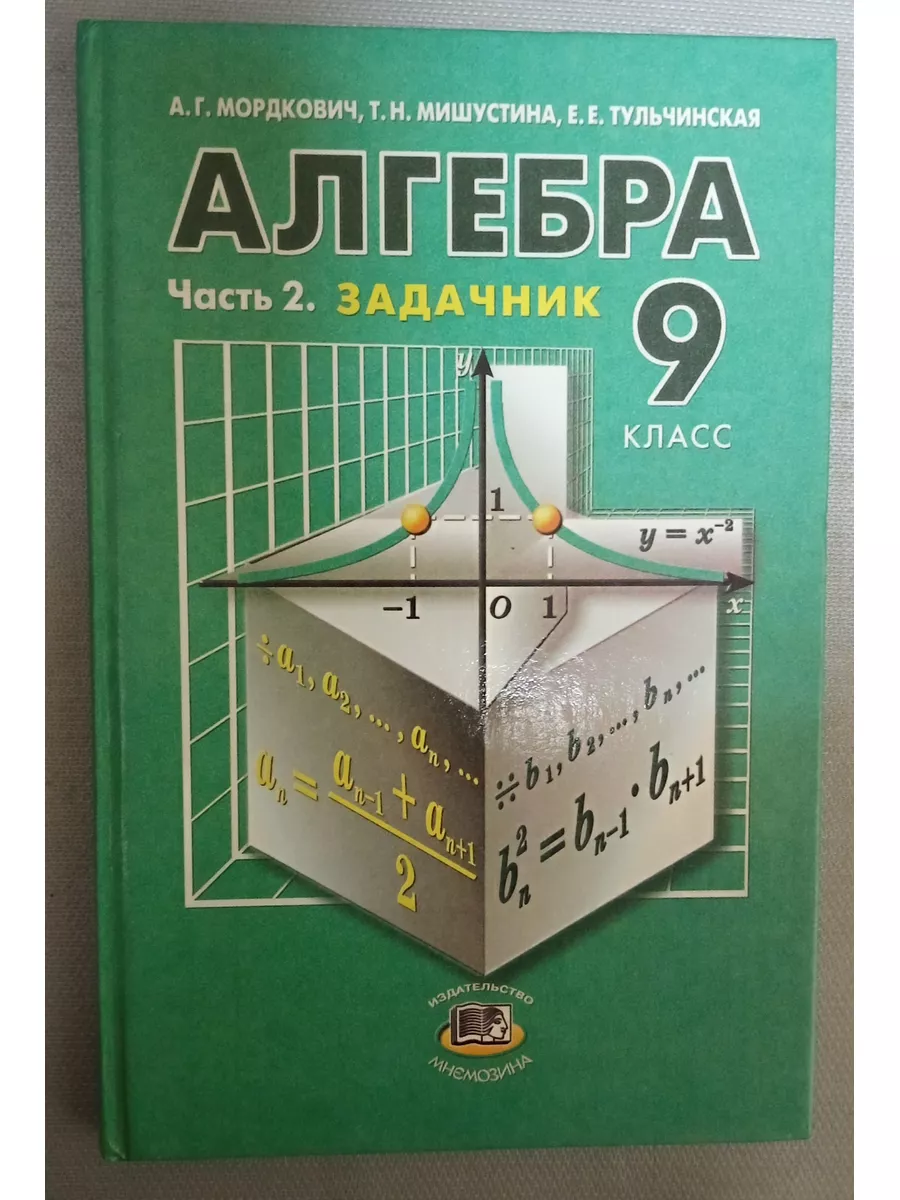 А. Г. МОРДКОВИЧ, Т. Н. МИШУСТИНА, Е. Е. ТУЛЬЧИНСКАЯ
АЛГЕБРА
Часть 2. ЗАДАЧНИК
9
КЛАСС
y
1
y = x⁻²
−1 O 1 x
÷ a₁, a₂, ..., aₙ, ...
aₙ = (aₙ₋₁ + aₙ₊₁) / 2
÷÷ b₁, b₂, ..., bₙ, ...
bₙ² = bₙ₋₁ · bₙ₊₁
ИЗДАТЕЛЬСТВО
МНЕМОЗИНА